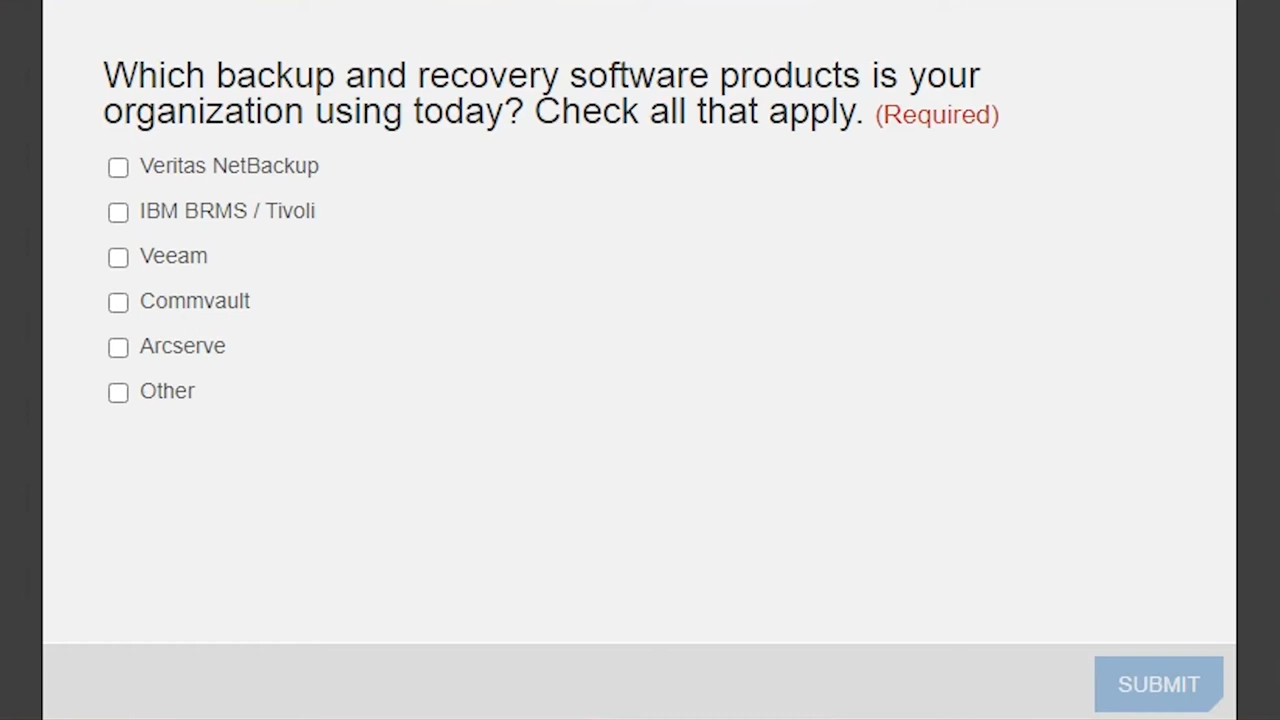 Which backup and recovery software products is your
organization using today? Check all that apply. (Required)
Veritas NetBackup
IBM BRMS / Tivoli
Veeam
Commvault
Arcserve
Other
SUBMIT